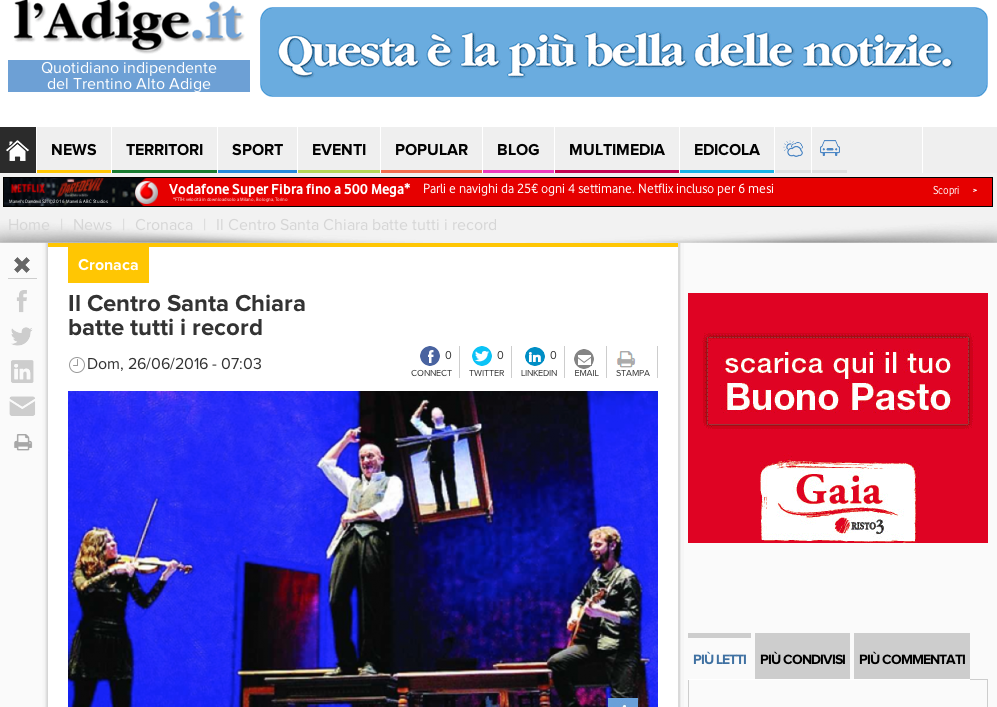 l'Adige.it
Quotidiano indipendente
del Trentino Alto Adige
Questa è la più bella delle notizie.
NEWS TERRITORI SPORT EVENTI POPULAR BLOG MULTIMEDIA EDICOLA
NETFLIX DAREDEVIL
Vodafone Super Fibra fino a 500 Mega* Parli e navighi da 25€ ogni 4 settimane. Netflix incluso per 6 mesi Scopri >
Home | News | Cronaca | Il Centro Santa Chiara batte tutti i record
Cronaca
Il Centro Santa Chiara
batte tutti i record
Dom, 26/06/2016 - 07:03
0 0 0
CONNECT TWITTER LINKEDIN EMAIL STAMPA
scarica qui il tuo
Buono Pasto
Gaia
RISTO3
PIÙ LETTI PIÙ CONDIVISI PIÙ COMMENTATI